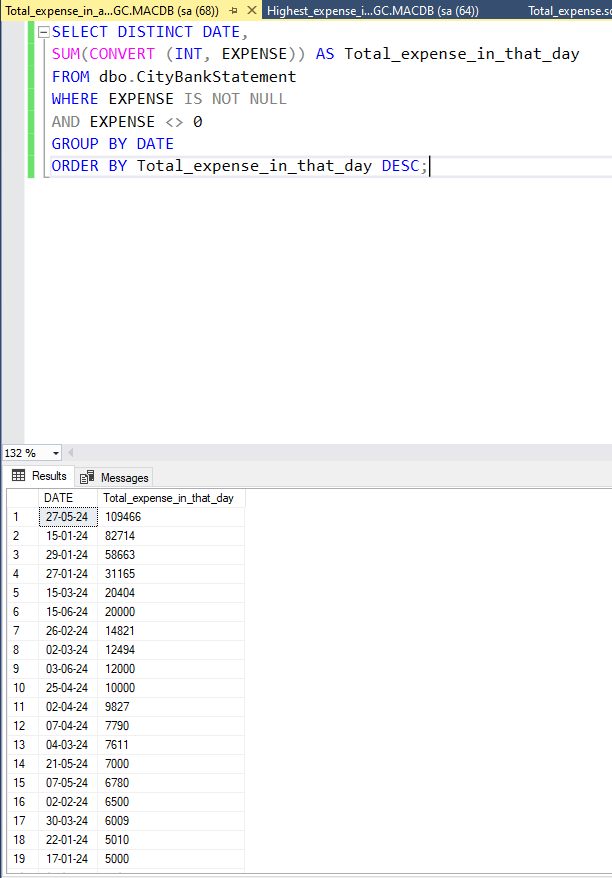 Total_expense_in_a...GC.MACDB (sa (68)) Highest_expense_i...GC.MACDB (sa (64)) Total_expense.s
SELECT DISTINCT DATE,
SUM(CONVERT (INT, EXPENSE)) AS Total_expense_in_that_day
FROM dbo.CityBankStatement
WHERE EXPENSE IS NOT NULL
AND EXPENSE <> 0
GROUP BY DATE
ORDER BY Total_expense_in_that_day DESC;
132 %
Results Messages
DATE Total_expense_in_that_day
1 27-05-24 109466
2 15-01-24 82714
3 29-01-24 58663
4 27-01-24 31165
5 15-03-24 20404
6 15-06-24 20000
7 26-02-24 14821
8 02-03-24 12494
9 03-06-24 12000
10 25-04-24 10000
11 02-04-24 9827
12 07-04-24 7790
13 04-03-24 7611
14 21-05-24 7000
15 07-05-24 6780
16 02-02-24 6500
17 30-03-24 6009
18 22-01-24 5010
19 17-01-24 5000